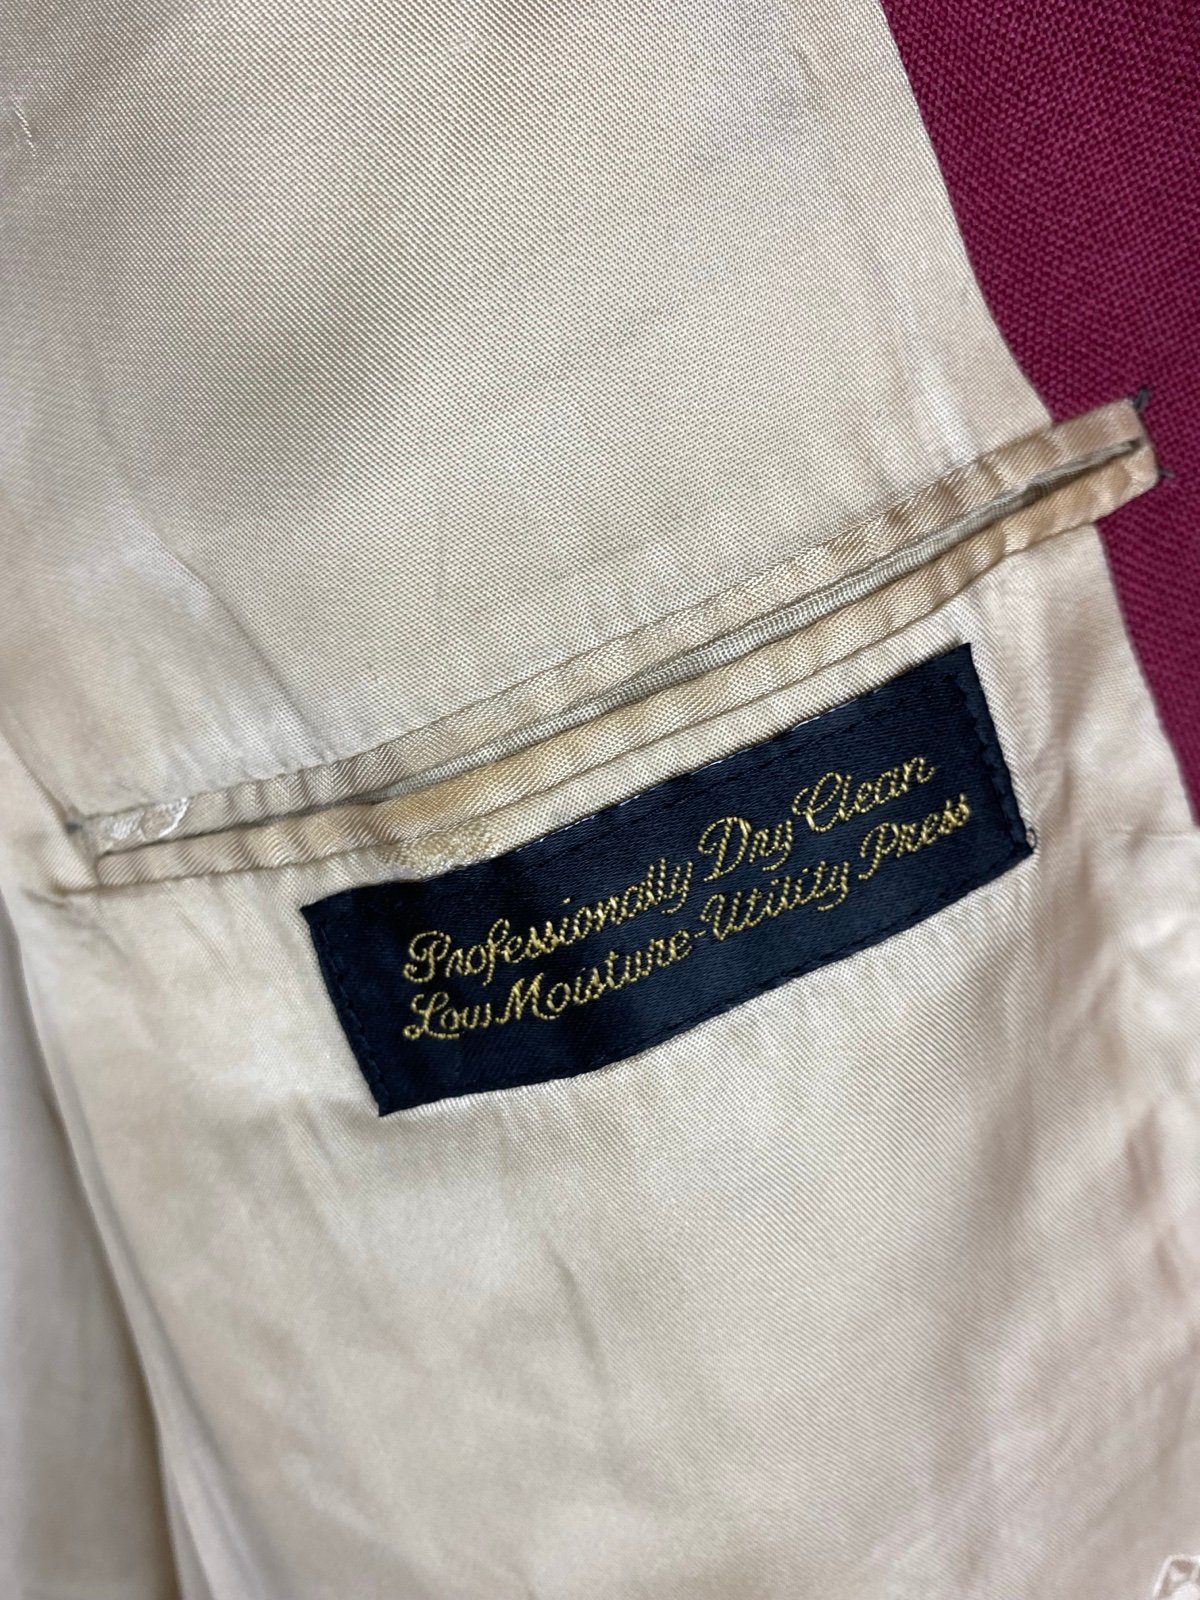 Professionally Dry Clean
Low Moisture-Utility Press